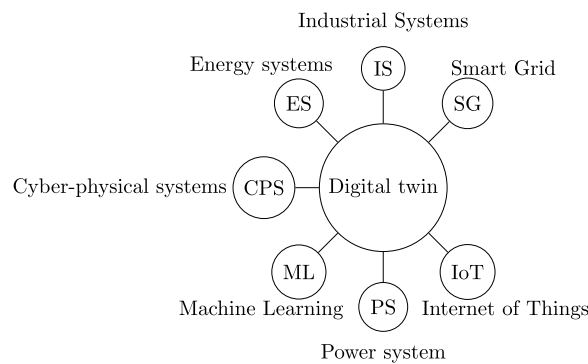 Industrial Systems
Energy systems
IS
Smart Grid
ES
SG
Cyber-physical systems
CPS
Digital twin
ML
IoT
Machine Learning
PS
Internet of Things
Power system